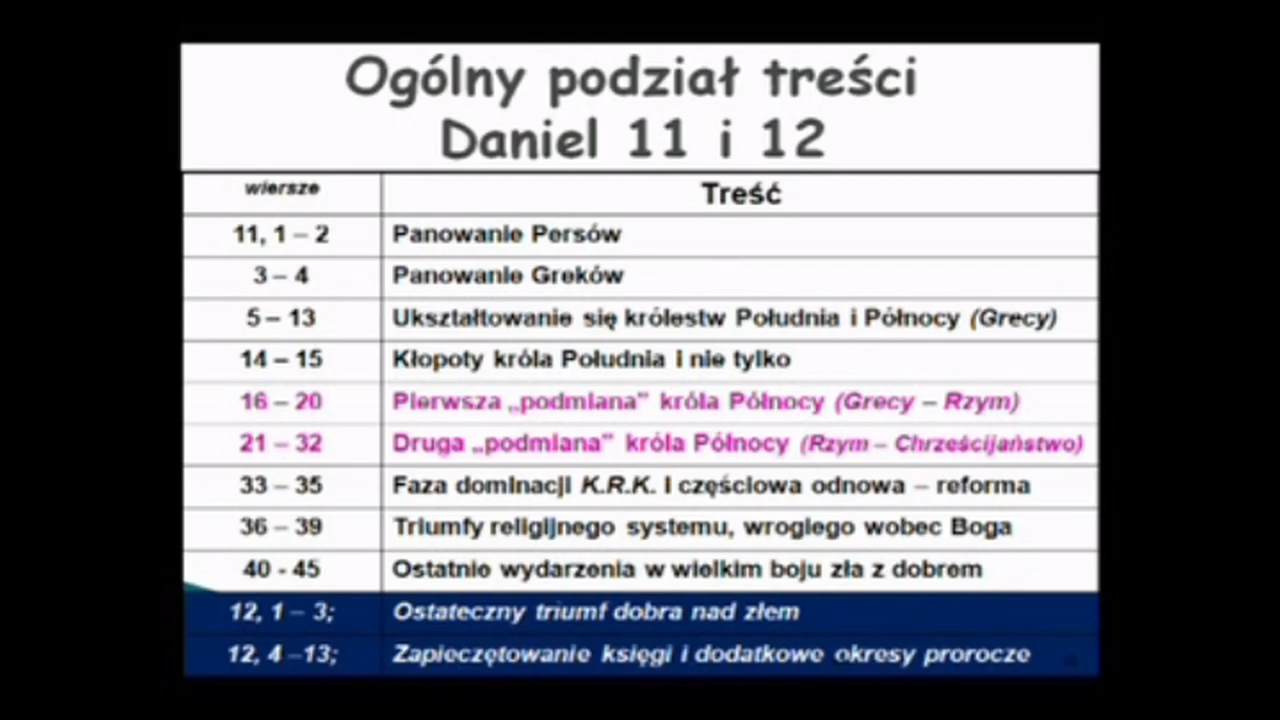 Ogólny podział treści
Daniel 11 i 12
wiersze Treść
11, 1 – 2 Panowanie Persów
3 – 4 Panowanie Greków
5 – 13 Ukształtowanie się królestw Południa i Północy (Grecy)
14 – 15 Kłopoty króla Południa i nie tylko
16 – 20 Pierwsza „podmiana” króla Północy (Grecy – Rzym)
21 – 32 Druga „podmiana” króla Północy (Rzym – Chrześcijaństwo)
33 – 35 Faza dominacji K.R.K. i częściowa odnowa – reforma
36 – 39 Triumfy religijnego systemu, wrogiego wobec Boga
40 - 45 Ostatnie wydarzenia w wielkim boju zła z dobrem
12, 1 – 3; Ostateczny triumf dobra nad złem
12, 4 –13; Zapieczętowanie księgi i dodatkowe okresy prorocze